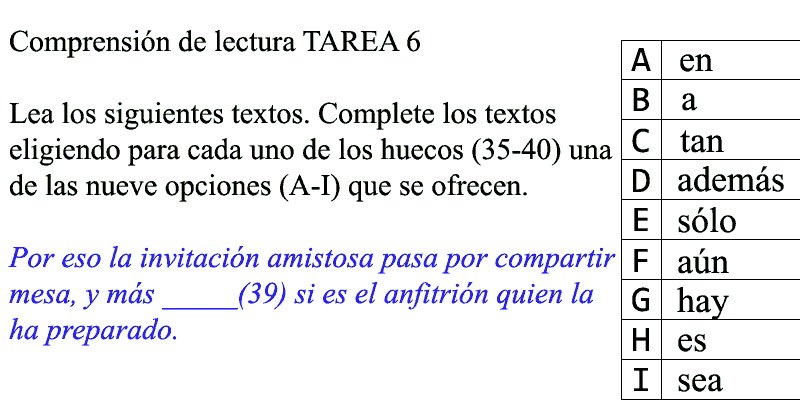 Comprensión de lectura TAREA 6
Lea los siguientes textos. Complete los textos
eligiendo para cada uno de los huecos (35-40) una
de las nueve opciones (A-I) que se ofrecen.
Por eso la invitación amistosa pasa por compartir
mesa, y más _____(39) si es el anfitrión quien la
ha preparado.
A en
B a
C tan
D además
E sólo
F aún
G hay
H es
I sea